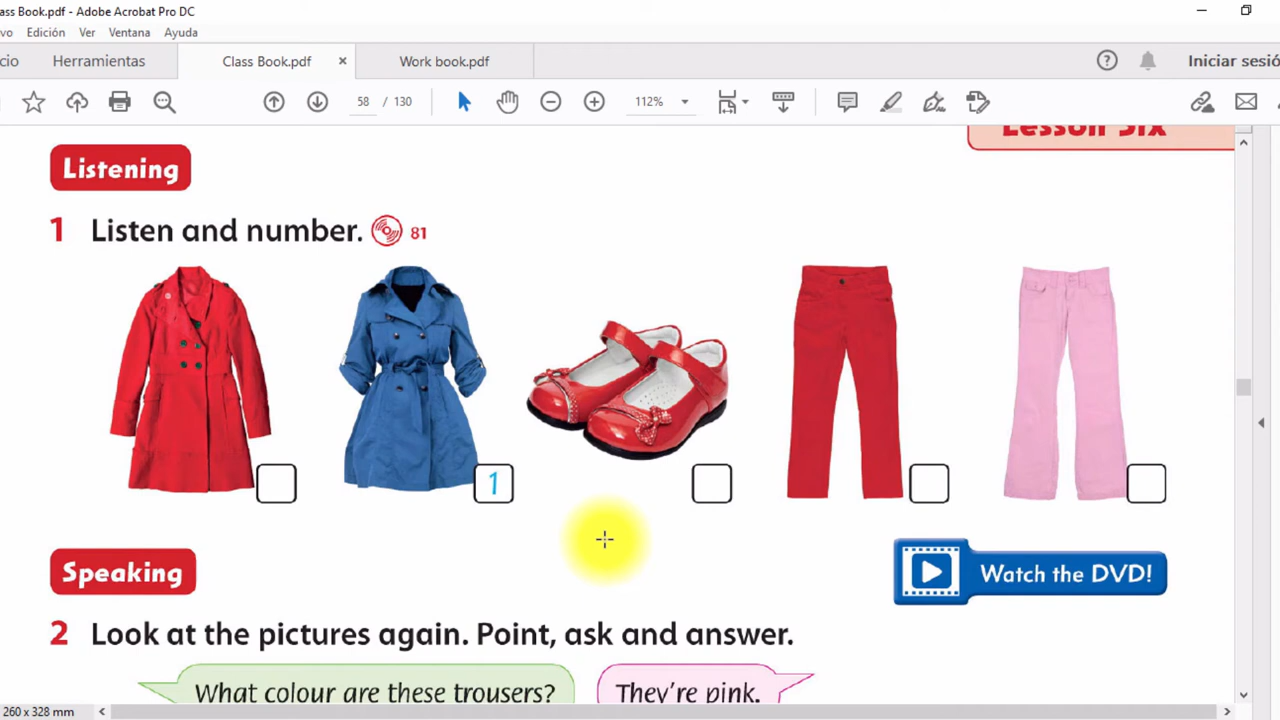 lass Book.pdf - Adobe Acrobat Pro DC
vo Edición Ver Ventana Ayuda
cio Herramientas Class Book.pdf × Work book.pdf Iniciar sesió
58 / 130 112%
Lesson Six
Listening
1 Listen and number. 81
1
Speaking
Watch the DVD!
2 Look at the pictures again. Point, ask and answer.
What colour are these trousers? They're pink.
260 x 328 mm